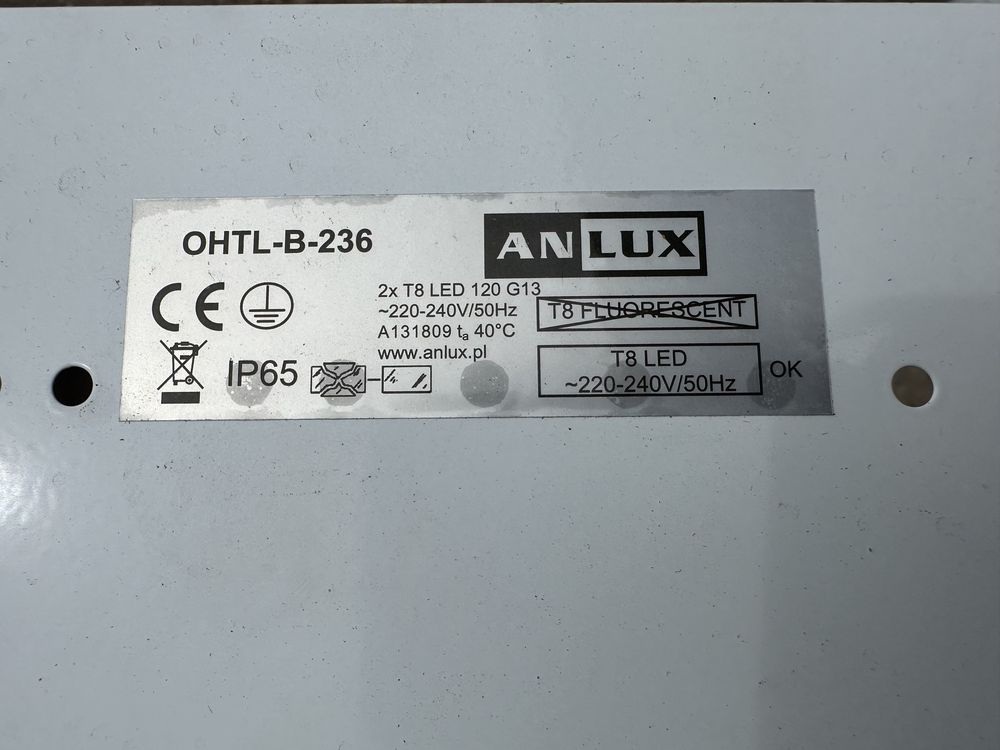 OHTL-B-236
ANLUX
CE
2x T8 LED 120 G13
~220-240V/50Hz
A131809 ta 40°C
www.anlux.pl
IP65
T8 FLUORESCENT
T8 LED
~220-240V/50Hz
OK